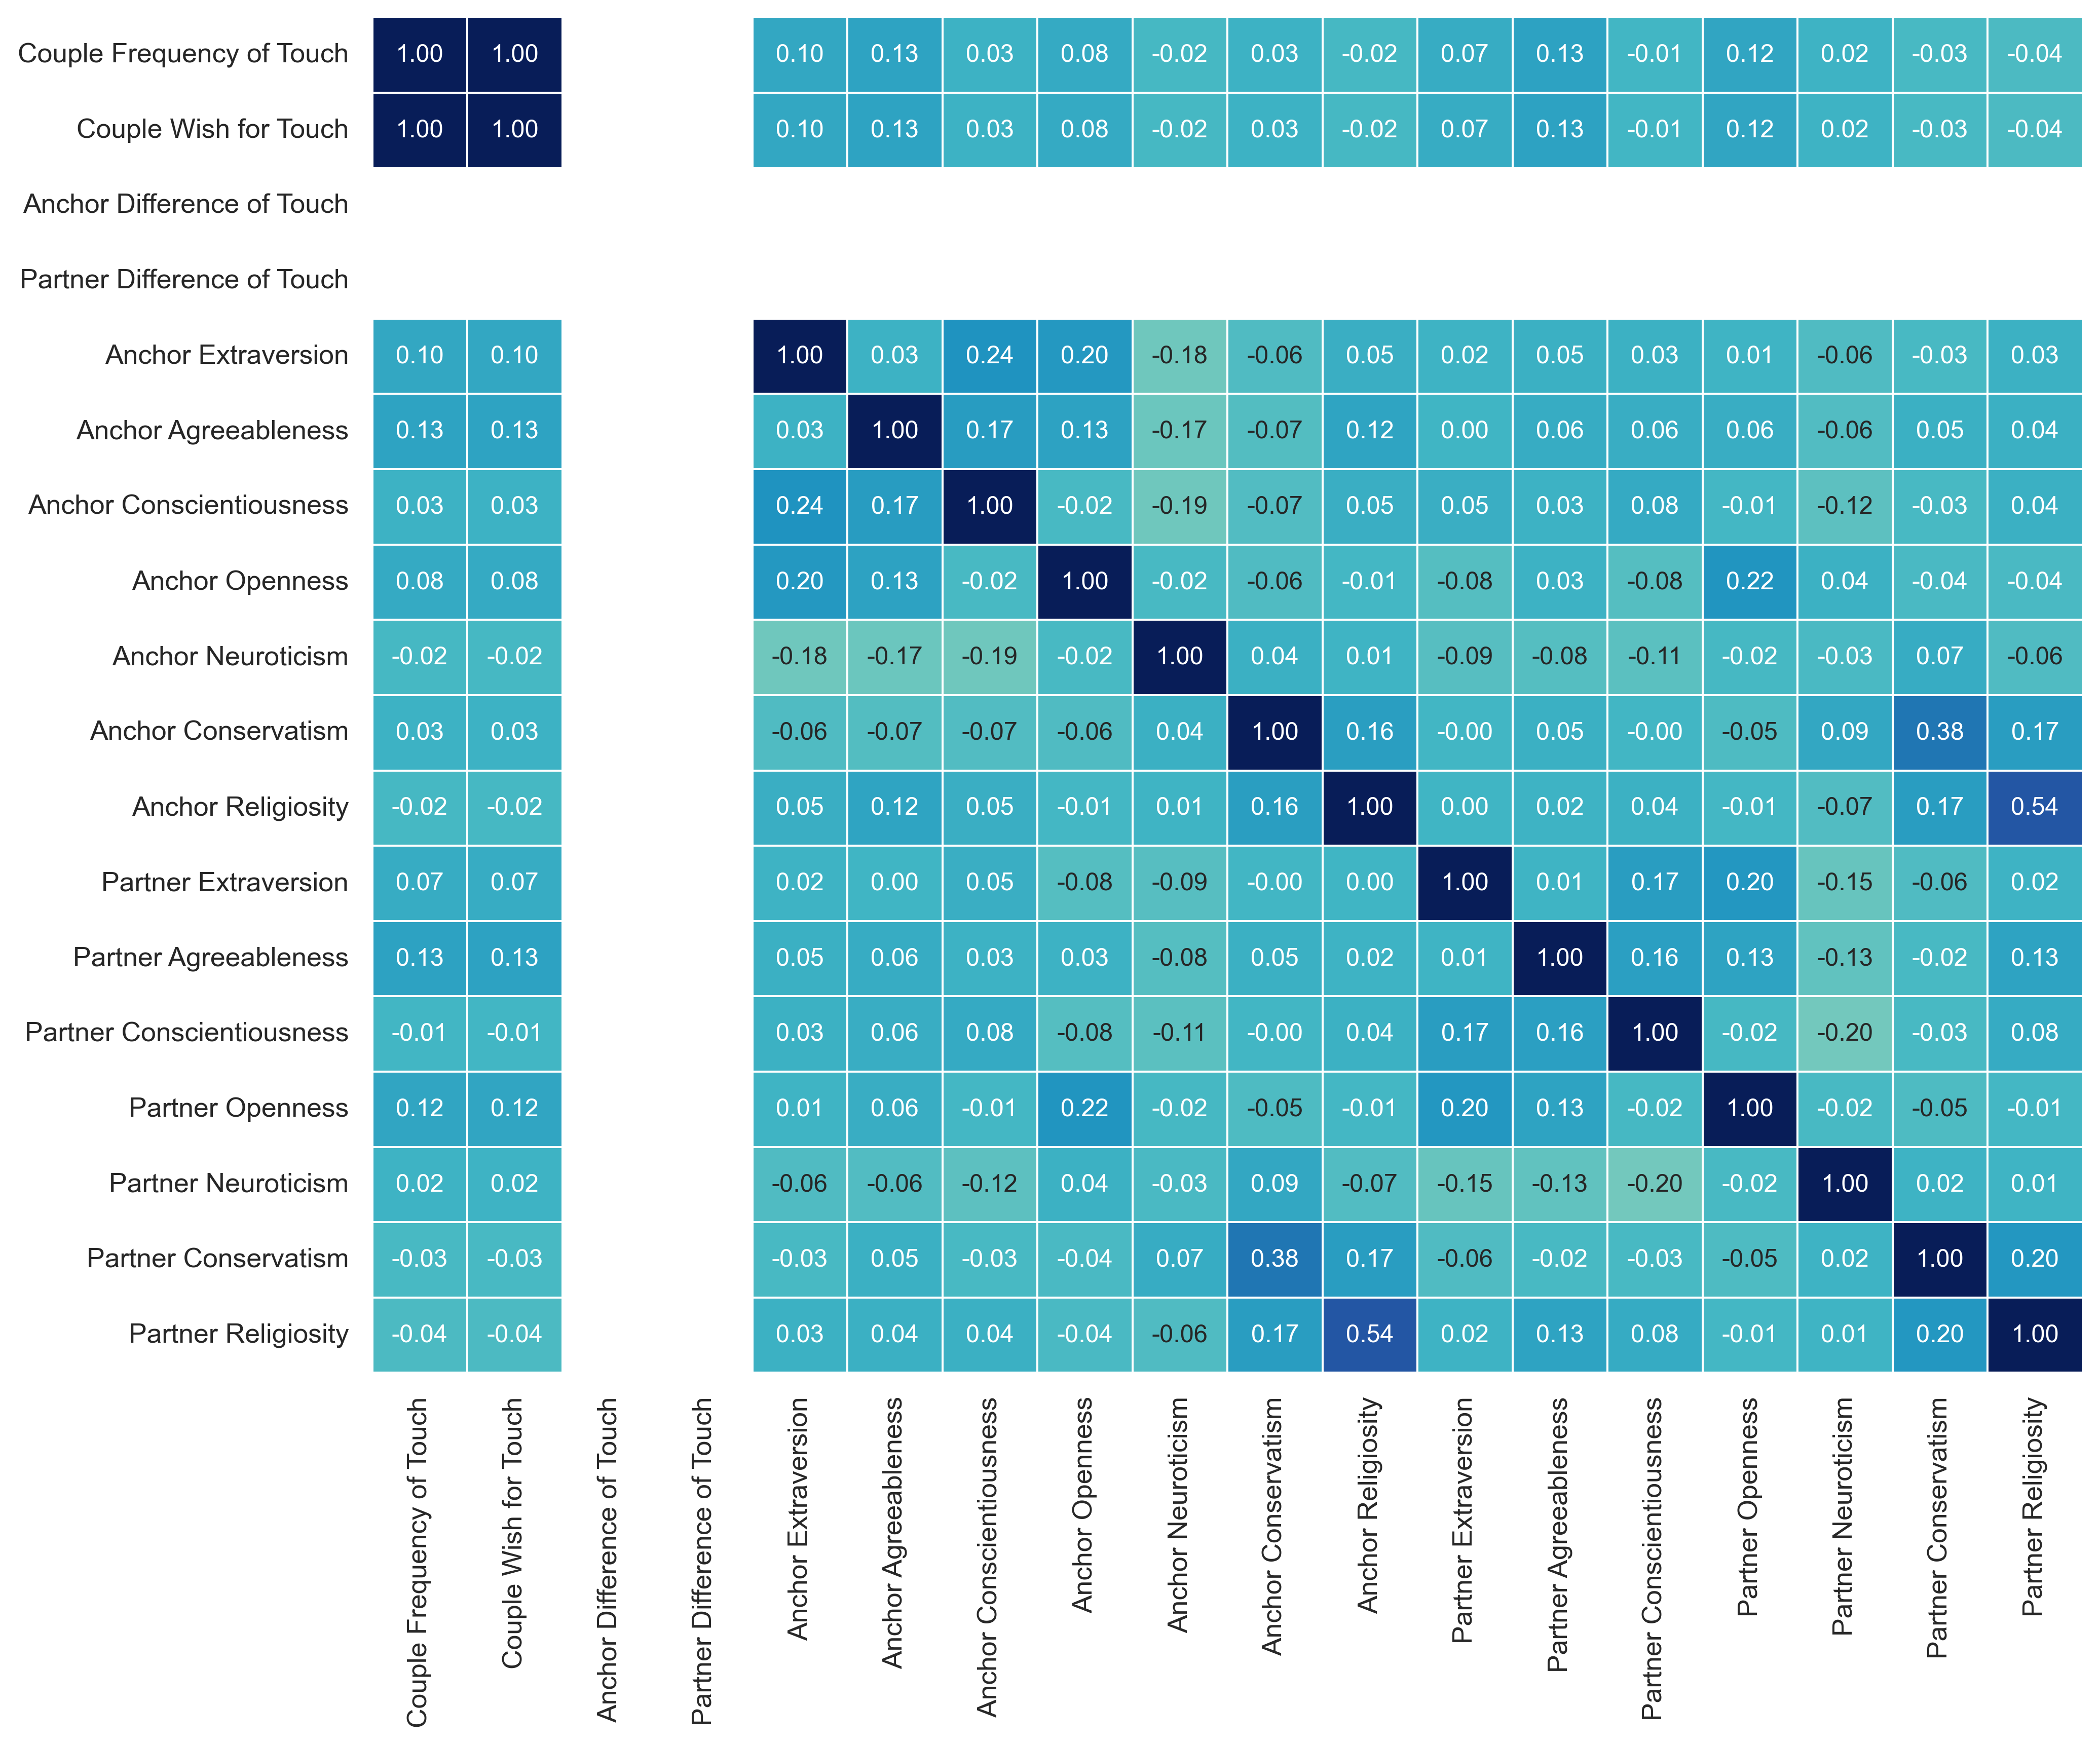 Couple Frequency of Touch 1.00 1.00 0.10 0.13 0.03 0.08 -0.02 0.03 -0.02 0.07 0.13 -0.01 0.12 0.02 -0.03 -0.04
Couple Wish for Touch 1.00 1.00 0.10 0.13 0.03 0.08 -0.02 0.03 -0.02 0.07 0.13 -0.01 0.12 0.02 -0.03 -0.04
Anchor Difference of Touch
Partner Difference of Touch
Anchor Extraversion 0.10 0.10 1.00 0.03 0.24 0.20 -0.18 -0.06 0.05 0.02 0.05 0.03 0.01 -0.06 -0.03 0.03
Anchor Agreeableness 0.13 0.13 0.03 1.00 0.17 0.13 -0.17 -0.07 0.12 0.00 0.06 0.06 0.06 -0.06 0.05 0.04
Anchor Conscientiousness 0.03 0.03 0.24 0.17 1.00 -0.02 -0.19 -0.07 0.05 0.05 0.03 0.08 -0.01 -0.12 -0.03 0.04
Anchor Openness 0.08 0.08 0.20 0.13 -0.02 1.00 -0.02 -0.06 -0.01 -0.08 0.03 -0.08 0.22 0.04 -0.04 -0.04
Anchor Neuroticism -0.02 -0.02 -0.18 -0.17 -0.19 -0.02 1.00 0.04 0.01 -0.09 -0.08 -0.11 -0.02 -0.03 0.07 -0.06
Anchor Conservatism 0.03 0.03 -0.06 -0.07 -0.07 -0.06 0.04 1.00 0.16 -0.00 0.05 -0.00 -0.05 0.09 0.38 0.17
Anchor Religiosity -0.02 -0.02 0.05 0.12 0.05 -0.01 0.01 0.16 1.00 0.00 0.02 0.04 -0.01 -0.07 0.17 0.54
Partner Extraversion 0.07 0.07 0.02 0.00 0.05 -0.08 -0.09 -0.00 0.00 1.00 0.01 0.17 0.20 -0.15 -0.06 0.02
Partner Agreeableness 0.13 0.13 0.05 0.06 0.03 0.03 -0.08 0.05 0.02 0.01 1.00 0.16 0.13 -0.13 -0.02 0.13
Partner Conscientiousness -0.01 -0.01 0.03 0.06 0.08 -0.08 -0.11 -0.00 0.04 0.17 0.16 1.00 -0.02 -0.20 -0.03 0.08
Partner Openness 0.12 0.12 0.01 0.06 -0.01 0.22 -0.02 -0.05 -0.01 0.20 0.13 -0.02 1.00 -0.02 -0.05 -0.01
Partner Neuroticism 0.02 0.02 -0.06 -0.06 -0.12 0.04 -0.03 0.09 -0.07 -0.15 -0.13 -0.20 -0.02 1.00 0.02 0.01
Partner Conservatism -0.03 -0.03 -0.03 0.05 -0.03 -0.04 0.07 0.38 0.17 -0.06 -0.02 -0.03 -0.05 0.02 1.00 0.20
Partner Religiosity -0.04 -0.04 0.03 0.04 0.04 -0.04 -0.06 0.17 0.54 0.02 0.13 0.08 -0.01 0.01 0.20 1.00
Couple Frequency of Touch
Couple Wish for Touch
Anchor Difference of Touch
Partner Difference of Touch
Anchor Extraversion
Anchor Agreeableness
Anchor Conscientiousness
Anchor Openness
Anchor Neuroticism
Anchor Conservatism
Anchor Religiosity
Partner Extraversion
Partner Agreeableness
Partner Conscientiousness
Partner Openness
Partner Neuroticism
Partner Conservatism
Partner Religiosity